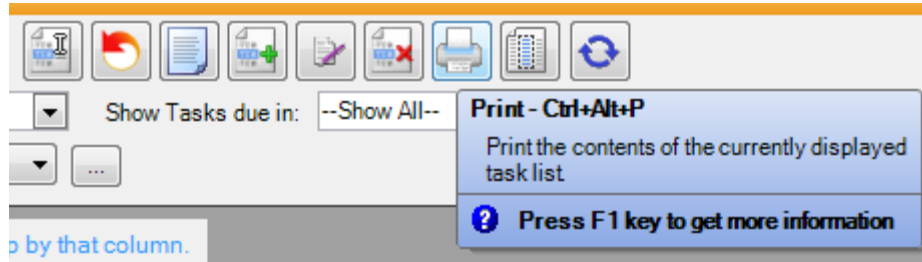 Show Tasks due in: --Show All--
Print - Ctrl+Alt+P
Print the contents of the currently displayed
task list.
...
Press F1 key to get more information
by that column.